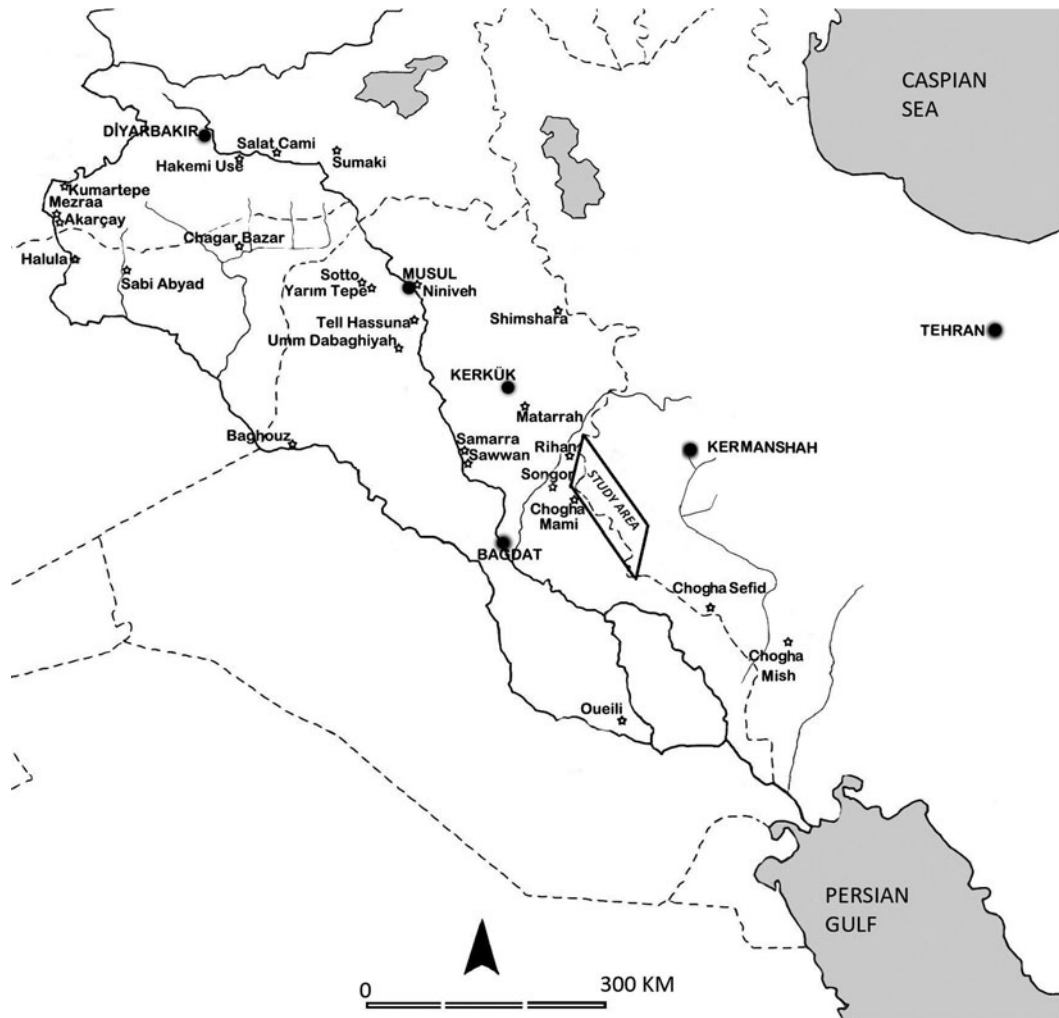 CASPIAN
SEA
DİYARBAKIR
Salat Cami
Sumaki
Hakemi Use
Kumartepe
Mezraa
Akarçay
Chagar Bazar
Halula
Sabi Abyad
Sotto
MUSUL
Yarım Tepe
Niniveh
Tell Hassuna
Shimshara
Umm Dabaghiyah
TEHRAN
KERKÜK
Matarrah
Baghouz
Samarra
Rihan
KERMANSHAH
Sawwan
Songor
STUDY AREA
Chogha
Mami
BAGDAT
Chogha Sefid
Chogha
Mish
Oueili
PERSIAN
GULF
0
300 KM